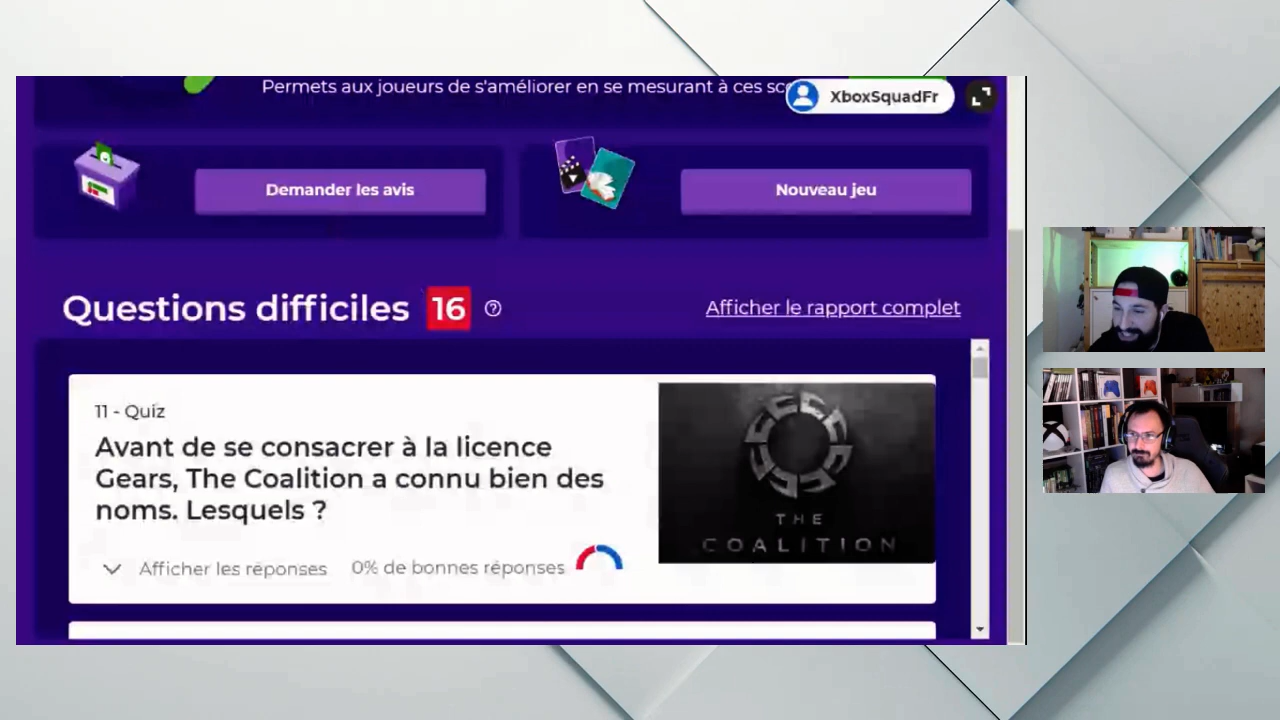 Permets aux joueurs de s'améliorer en se mesurant à ces sc
XboxSquadFr
Demander les avis
Nouveau jeu
Questions difficiles 16
Afficher le rapport complet
11 - Quiz
Avant de se consacrer à la licence
Gears, The Coalition a connu bien des
noms. Lesquels ?
THE
COALITION
Afficher les réponses 0% de bonnes réponses